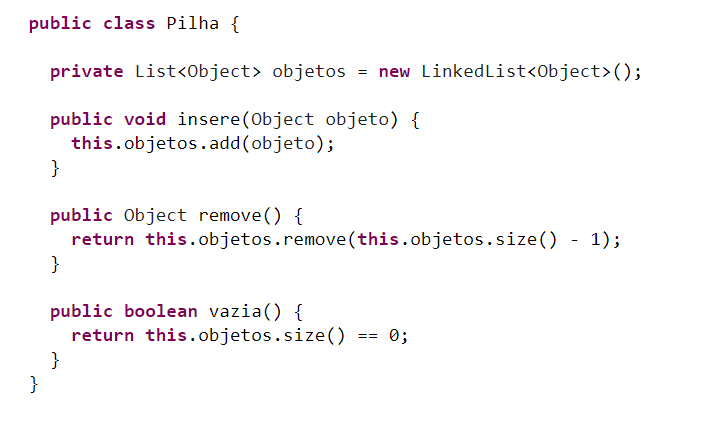 public class Pilha {
private List<Object> objetos = new LinkedList<Object>();
public void insere(Object objeto) {
this.objetos.add(objeto);
}
public Object remove() {
return this.objetos.remove(this.objetos.size() - 1);
}
public boolean vazia() {
return this.objetos.size() == 0;
}
}